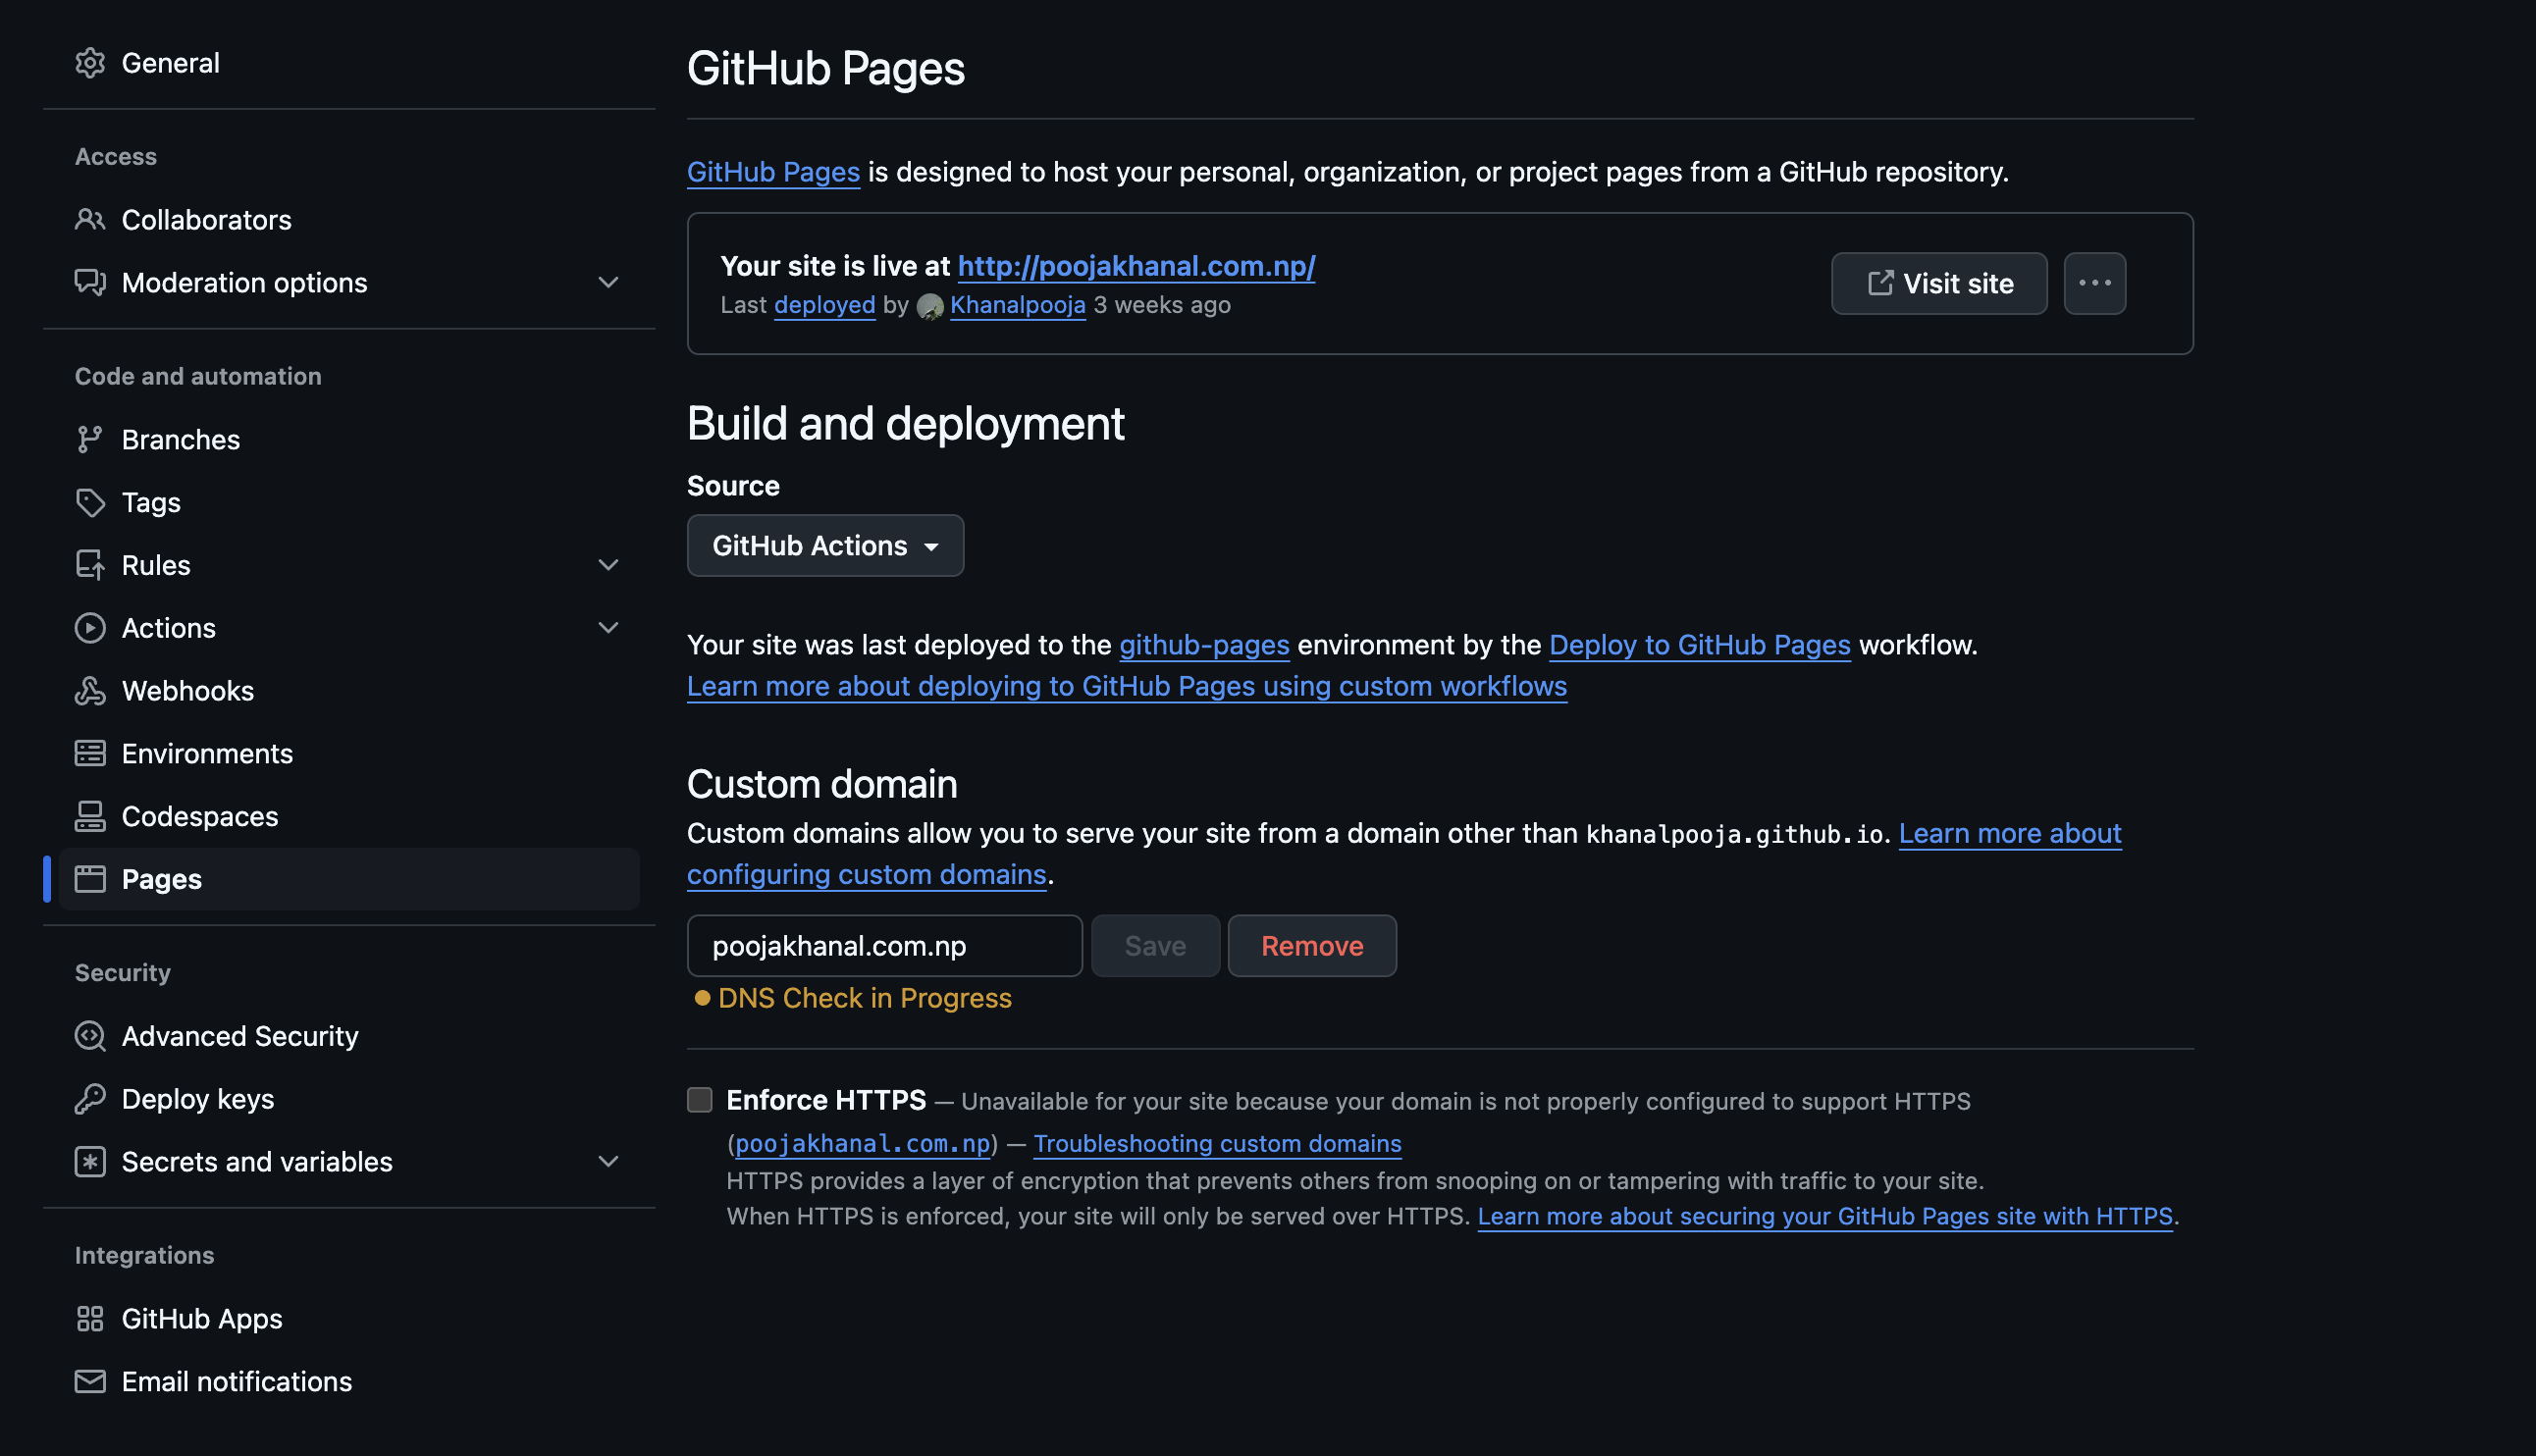 General
Access
Collaborators
Moderation options
Code and automation
Branches
Tags
Rules
Actions
Webhooks
Environments
Codespaces
Pages
Security
Advanced Security
Deploy keys
Secrets and variables
Integrations
GitHub Apps
Email notifications
GitHub Pages
GitHub Pages is designed to host your personal, organization, or project pages from a GitHub repository.
Your site is live at http://poojakhanal.com.np/
Last deployed by Khanalpooja 3 weeks ago
Visit site
Build and deployment
Source
GitHub Actions
Your site was last deployed to the github-pages environment by the Deploy to GitHub Pages workflow.
Learn more about deploying to GitHub Pages using custom workflows
Custom domain
Custom domains allow you to serve your site from a domain other than khanalpooja.github.io. Learn more about
configuring custom domains.
poojakhanal.com.np Save Remove
DNS Check in Progress
Enforce HTTPS — Unavailable for your site because your domain is not properly configured to support HTTPS
(poojakhanal.com.np) — Troubleshooting custom domains
HTTPS provides a layer of encryption that prevents others from snooping on or tampering with traffic to your site.
When HTTPS is enforced, your site will only be served over HTTPS. Learn more about securing your GitHub Pages site with HTTPS.